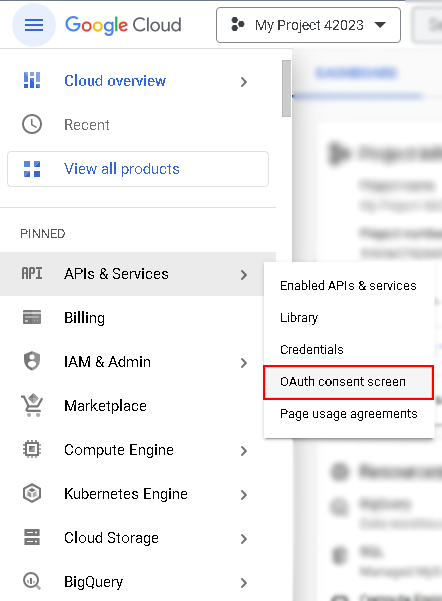 Google Cloud
My Project 42023
Cloud overview
DASHBOARD
Recent
View all products
PINNED
API APIs & Services
Enabled APIs & services
Library
Billing
Credentials
IAM & Admin
OAuth consent screen
Marketplace
Page usage agreements
Compute Engine
Kubernetes Engine
Cloud Storage
BigQuery